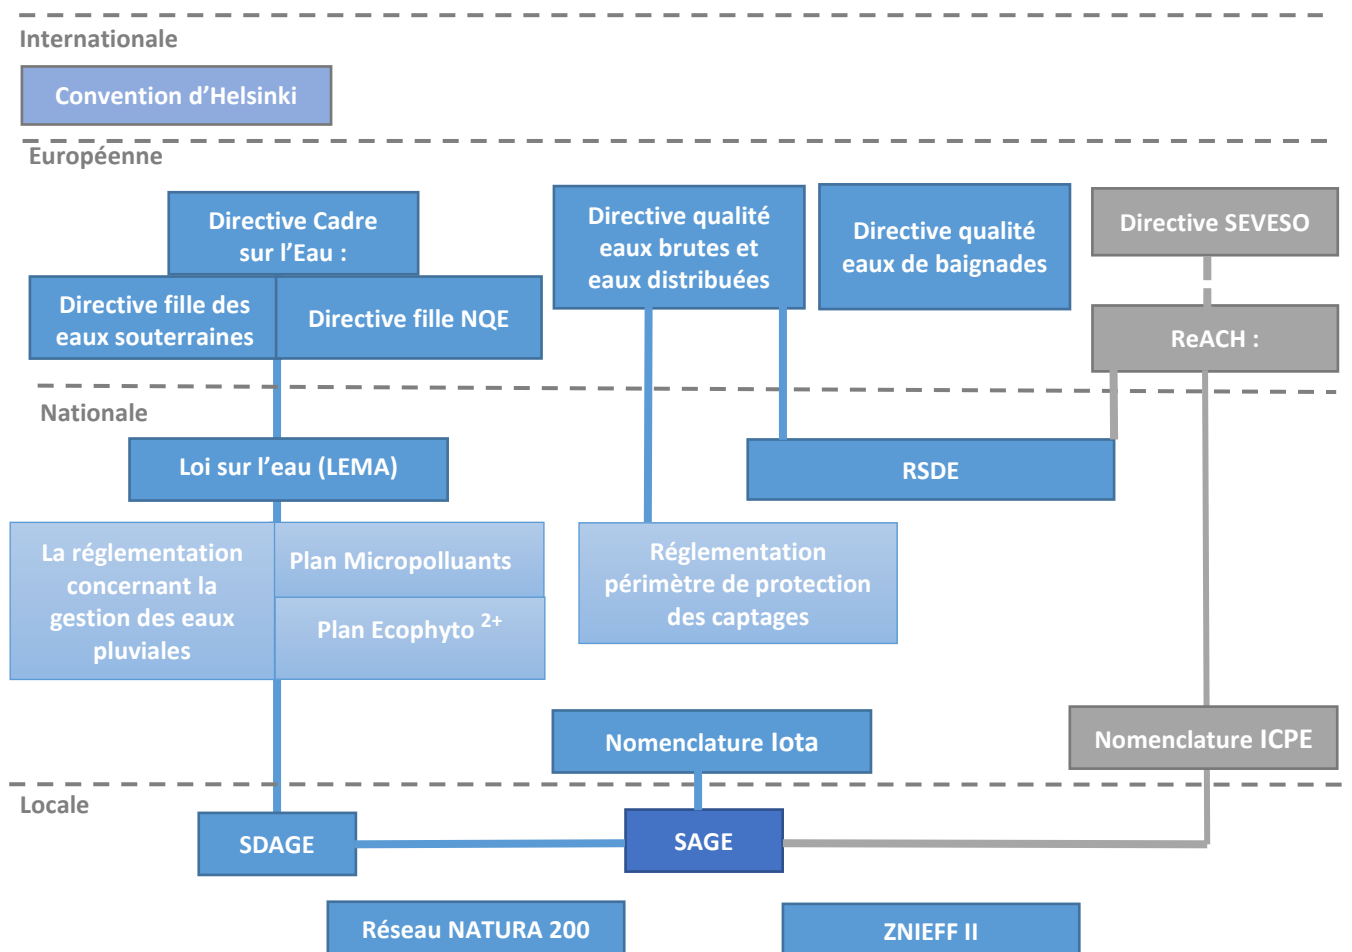 Internationale
Convention d'Helsinki
Européenne
Directive Cadre
sur l'Eau :
Directive fille des
eaux souterraines
Directive fille NQE
Directive qualité
eaux brutes et
eaux distribuées
Directive qualité
eaux de baignades
Directive SEVESO
ReACH :
Nationale
Loi sur l'eau (LEMA)
RSDE
La réglementation
concernant la
gestion des eaux
pluviales
Plan Micropolluants
Plan Ecophyto 2+
Réglementation
périmètre de protection
des captages
Nomenclature Iota
Nomenclature ICPE
Locale
SDAGE
SAGE
Réseau NATURA 200
ZNIEFF II